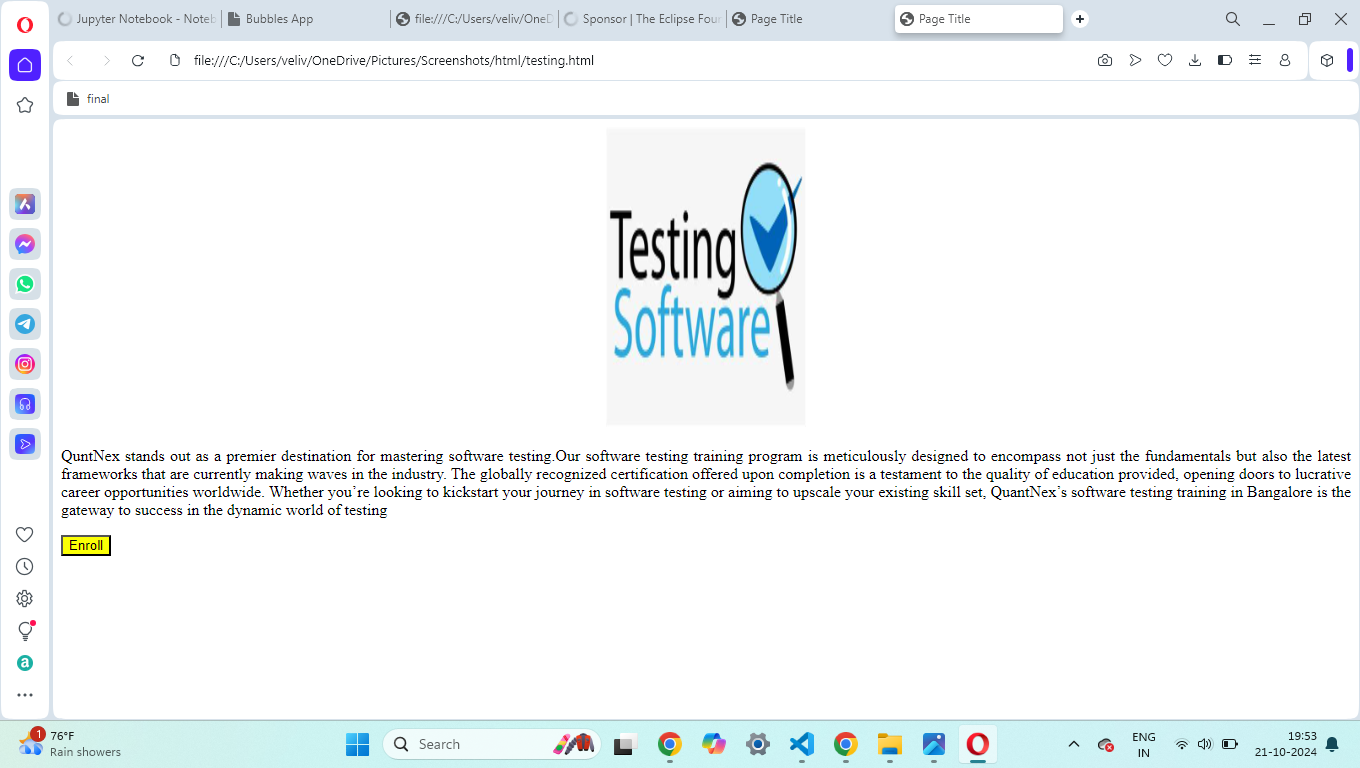 Jupyter Notebook - Noteb
Bubbles App
file:///C:/Users/veliv/OneD
Sponsor | The Eclipse Four
Page Title
Page Title
file:///C:/Users/veliv/OneDrive/Pictures/Screenshots/html/testing.html
final
Testing
Software
QuntNex stands out as a premier destination for mastering software testing.Our software testing training program is meticulously designed to encompass not just the fundamentals but also the latest
frameworks that are currently making waves in the industry. The globally recognized certification offered upon completion is a testament to the quality of education provided, opening doors to lucrative
career opportunities worldwide. Whether you’re looking to kickstart your journey in software testing or aiming to upscale your existing skill set, QuantNex’s software testing training in Bangalore is the
gateway to success in the dynamic world of testing
Enroll
a
1
76°F
Rain showers
Search
ENG
IN
19:53
21-10-2024